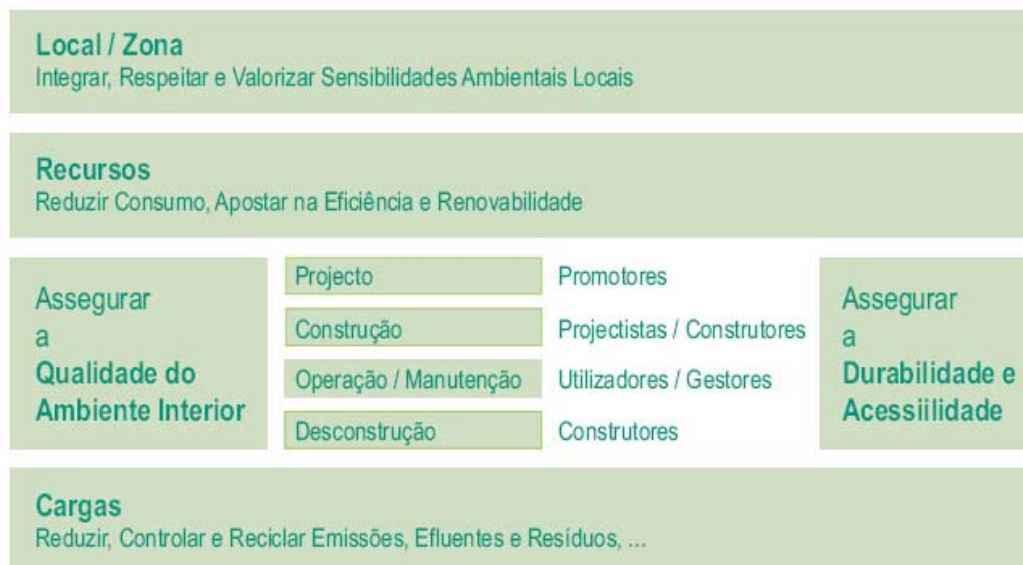 Local / Zona
Integrar, Respeitar e Valorizar Sensibilidades Ambientais Locais
Recursos
Reduzir Consumo, Apostar na Eficiência e Renovabilidade
Assegurar
a
Qualidade do
Ambiente Interior
Projecto
Promotores
Construção
Projectistas / Construtores
Operação / Manutenção
Utilizadores / Gestores
Desconstrução
Construtores
Assegurar
a
Durabilidade e
Acessiilidade
Cargas
Reduzir, Controlar e Reciclar Emissões, Efluentes e Resíduos, ...